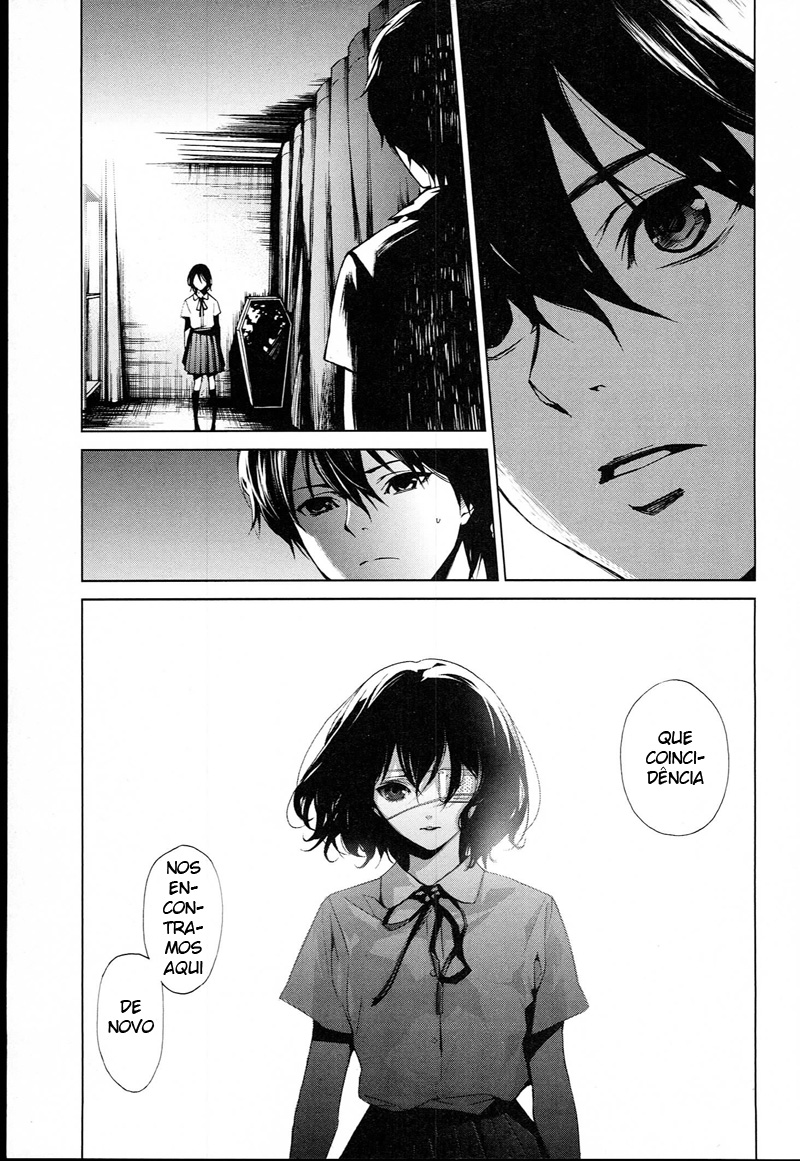 QUE
COINCI-
DÊNCIA
NOS
EN-
CON-
TRA-
MOS
AQUI
DE
NOVO